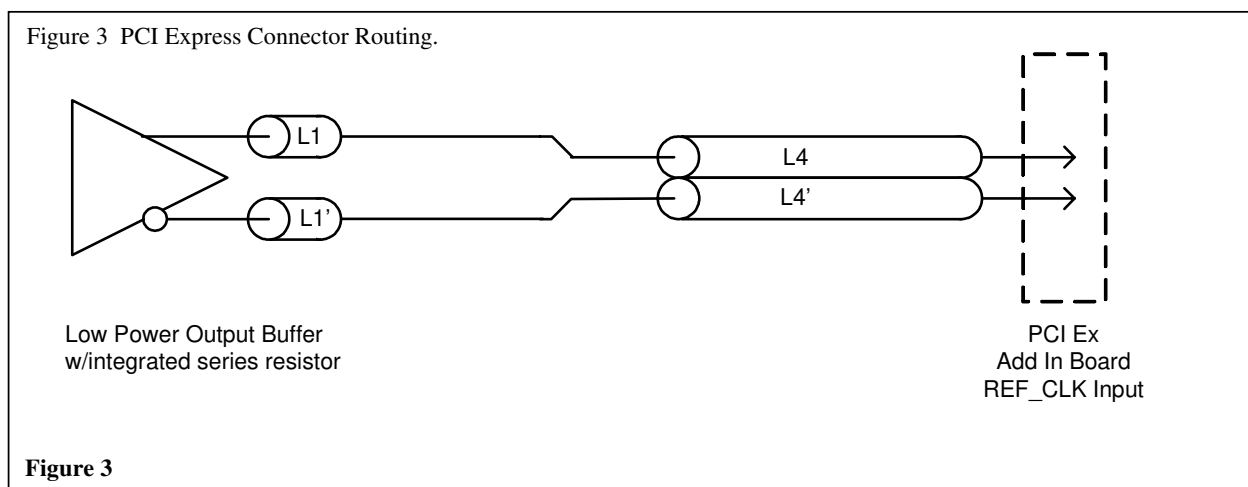 Figure 3 PCI Express Connector Routing.
L1
L4
L4'
L1'
Low Power Output Buffer
w/integrated series resistor
PCI Ex
Add In Board
REF_CLK Input
Figure 3